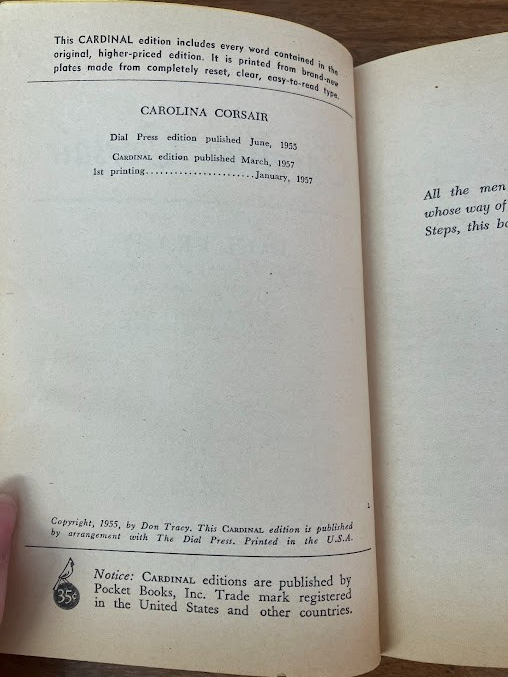 This CARDINAL edition includes every word contained in the
original, higher-priced edition. It is printed from brand-new
plates made from completely reset, clear, easy-to-read type.
CAROLINA CORSAIR
Dial Press edition pulished June, 1955
CARDINAL edition published March, 1957
1st printing.......................January, 1957
1
Copyright, 1955, by Don Tracy. This CARDINAL edition is published
by arrangement with The Dial Press. Printed in the U.S.A.
35¢
Notice: CARDINAL editions are published by
Pocket Books, Inc. Trade mark registered
in the United States and other countries.
All the men
whose way of
Steps, this